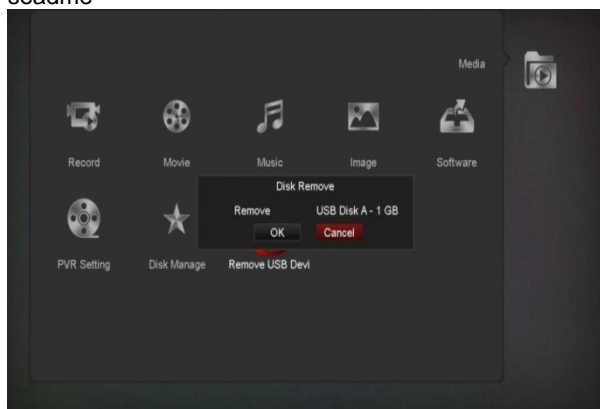 Media
Record Movie Music Image Software
Disk Remove
Remove USB Disk A - 1 GB
OK Cancel
PVR Setting Disk Manage Remove USB Devi